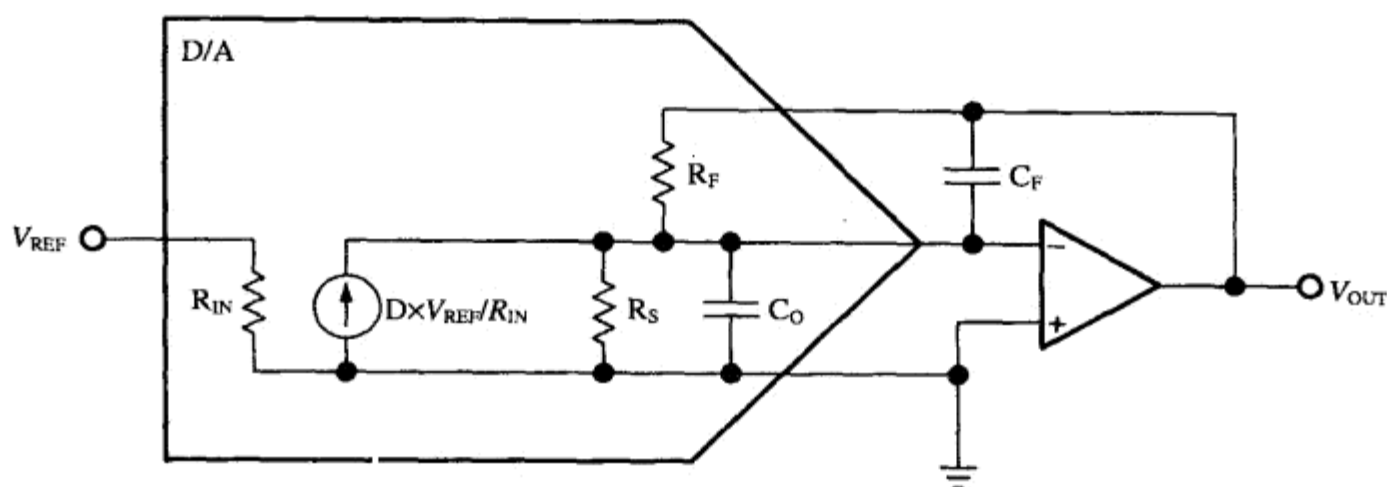 D/A
R_F
C_F
V_REF
R_IN
D×V_REF/R_IN
R_S
C_O
−
+
V_OUT